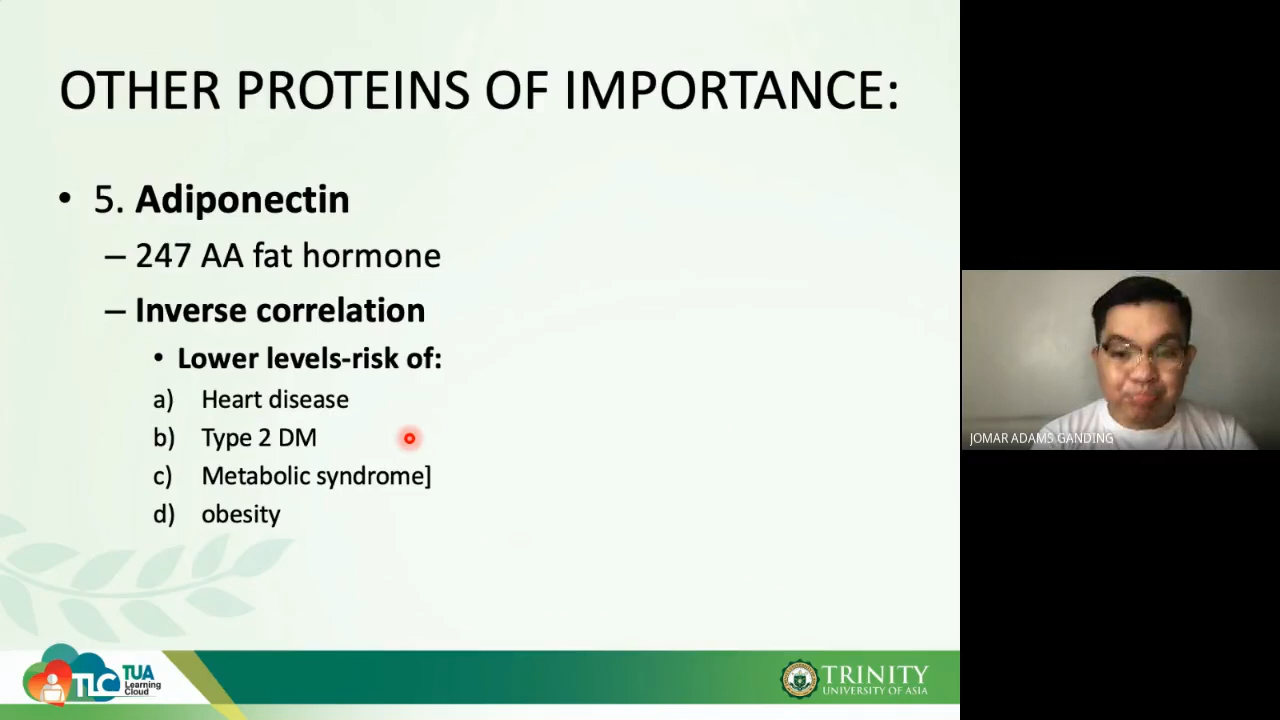 OTHER PROTEINS OF IMPORTANCE:
• 5. Adiponectin
– 247 AA fat hormone
– Inverse correlation
• Lower levels-risk of:
a) Heart disease
b) Type 2 DM
c) Metabolic syndrome]
d) obesity
JOMAR ADAMS GANDING
TLC TUA
Learning
Cloud
TRINITY
UNIVERSITY OF ASIA